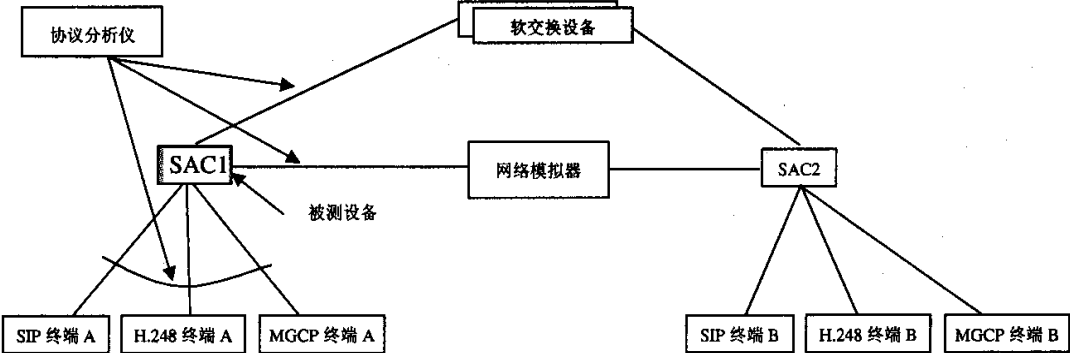 协议分析仪
软交换设备
SAC1
网络模拟器
SAC2
被测设备
SIP 终端 A
H.248 终端 A
MGCP 终端 A
SIP 终端 B
H.248 终端 B
MGCP 终端 B